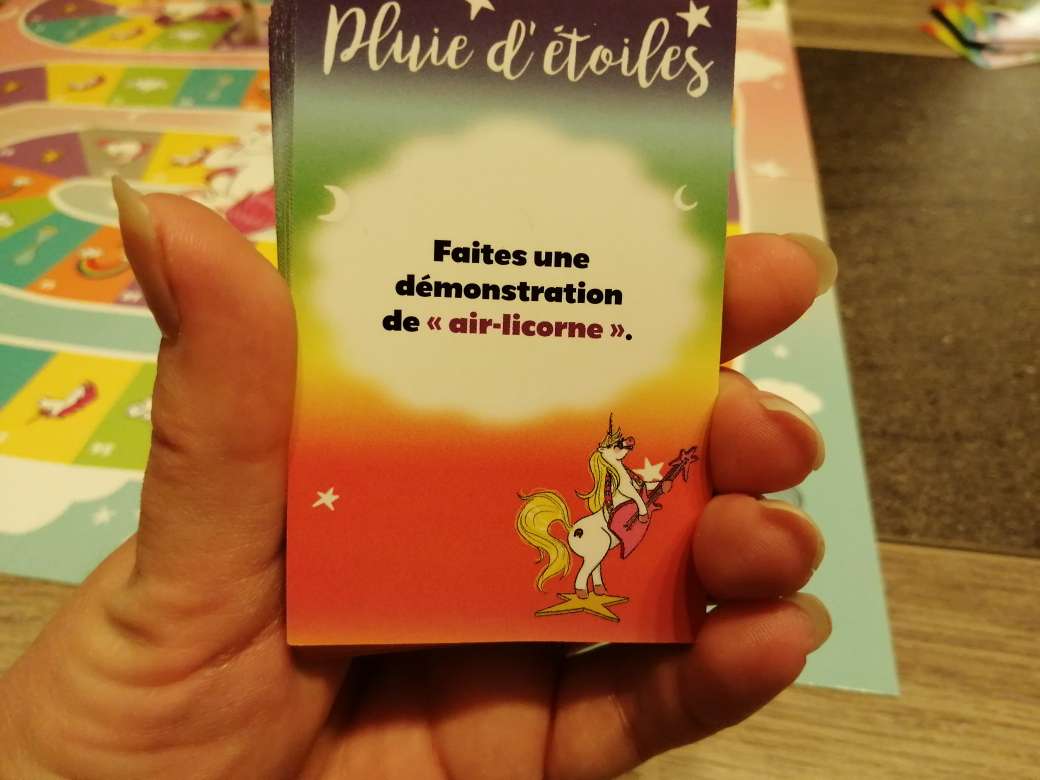 Pluie d'étoiles
Faites une
démonstration
de « air-licorne ».